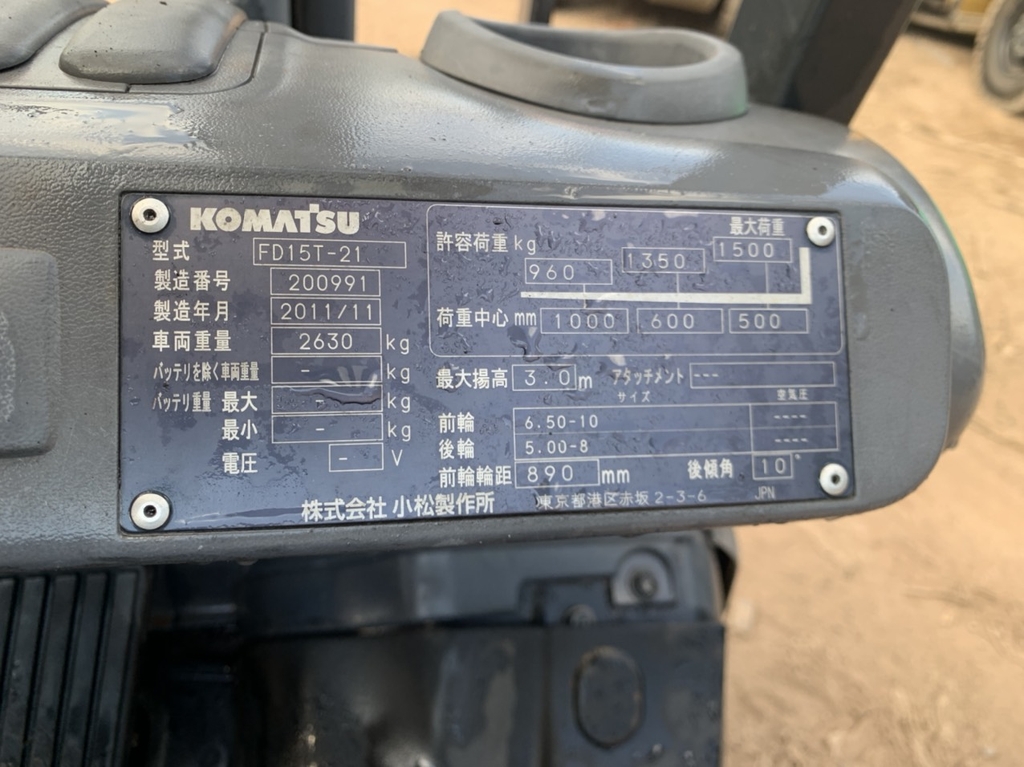 KOMATSU
型式 FD15T-21
製造番号 200991
製造年月 2011/11
車両重量 2630 kg
バッテリを除く車両重量 - kg
バッテリ重量 最大 - kg
最小 - kg
電圧 - V
最大荷重
許容荷重 kg 960 1350 1500
荷重中心 mm 1000 600 500
最大揚高 3.0 m アタッチメント ---
サイズ 空気圧
前輪 6.50-10 ----
後輪 5.00-8 ----
前輪輪距 890 mm 後傾角 10°
株式会社 小松製作所 東京都港区赤坂 2-3-6 JPN